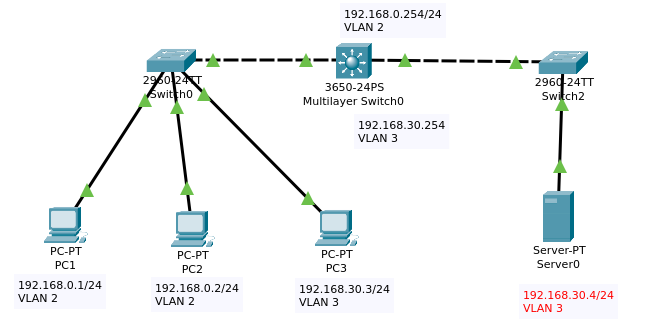 192.168.0.254/24
VLAN 2
2960-24TT
Switch0
3650-24PS
Multilayer Switch0
2960-24TT
Switch2
192.168.30.254
VLAN 3
PC-PT
PC1
PC-PT
PC2
PC-PT
PC3
Server-PT
Server0
192.168.0.1/24
VLAN 2
192.168.0.2/24
VLAN 2
192.168.30.3/24
VLAN 3
192.168.30.4/24
VLAN 3